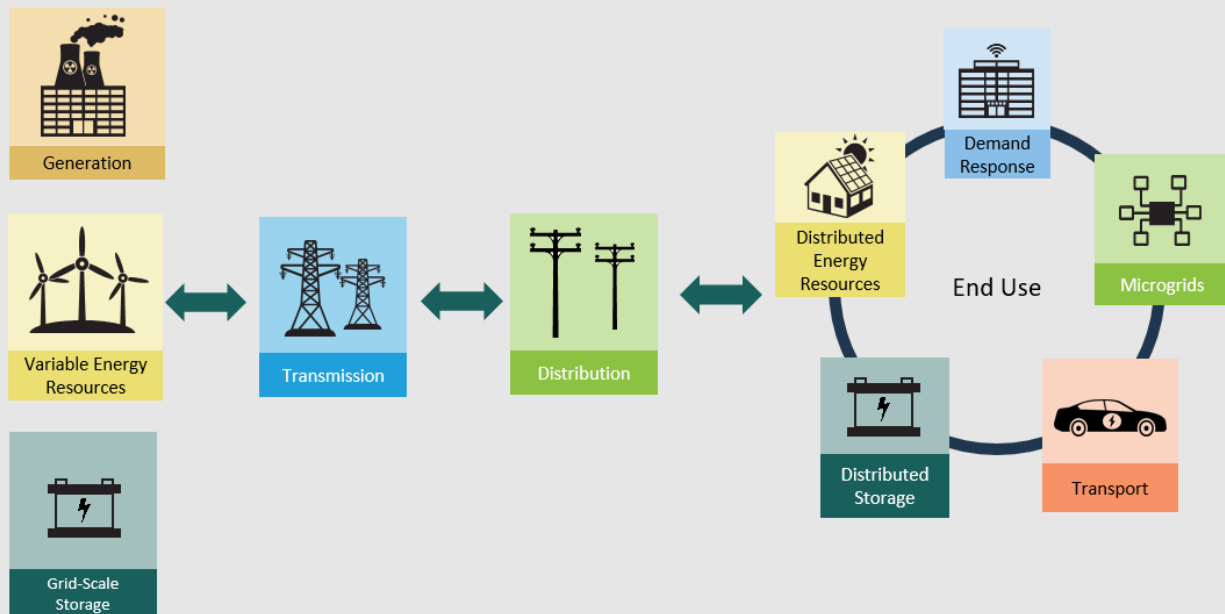 Generation
Variable Energy
Resources
Grid-Scale
Storage
Transmission
Distribution
Distributed
Energy
Resources
Demand
Response
Microgrids
End Use
Distributed
Storage
Transport